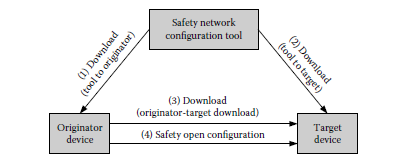 Safety network
configuration tool
(1) Download
(tool to originator)
(2) Download
(tool to target)
(3) Download
(originator-target download)
(4) Safety open configuration
Originator
device
Target
device